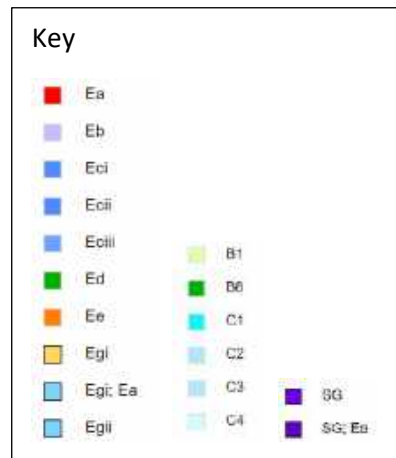 Key
Ea
Eb
Eci
Ecii
Eciii
Ed
Ee
Egi
Egi; Ea
Egii
B1
B6
C1
C2
C3
C4
SG
SG; Ea